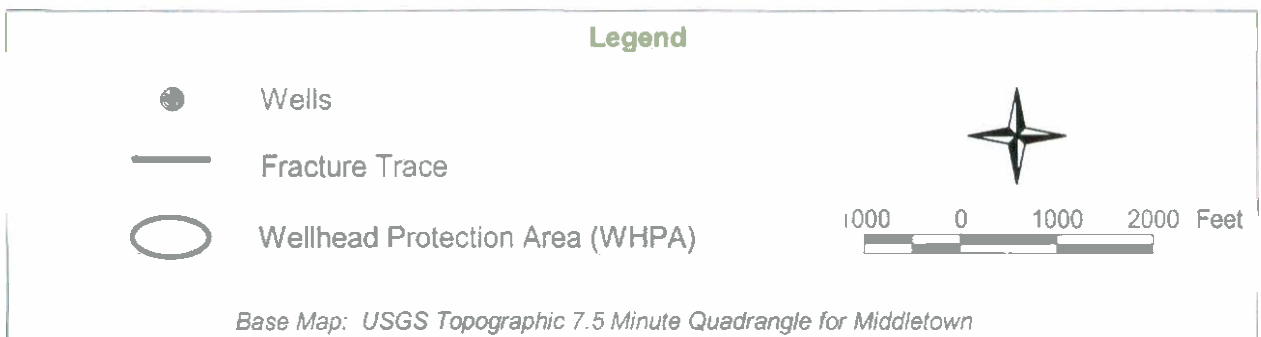 Legend
Wells
Fracture Trace
Wellhead Protection Area (WHPA)
1000 0 1000 2000 Feet
Base Map: USGS Topographic 7.5 Minute Quadrangle for Middletown